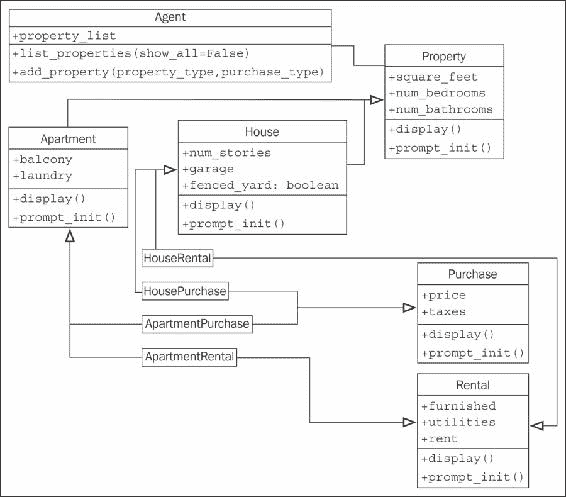 Agent
+property_list
+list_properties(show_all=False)
+add_property(property_type,purchase_type)
Property
+square_feet
+num_bedrooms
+num_bathrooms
+display()
+prompt_init()
Apartment
+balcony
+laundry
+display()
+prompt_init()
House
+num_stories
+garage
+fenced_yard: boolean
+display()
+prompt_init()
HouseRental
HousePurchase
ApartmentPurchase
ApartmentRental
Purchase
+price
+taxes
+display()
+prompt_init()
Rental
+furnished
+utilities
+rent
+display()
+prompt_init()